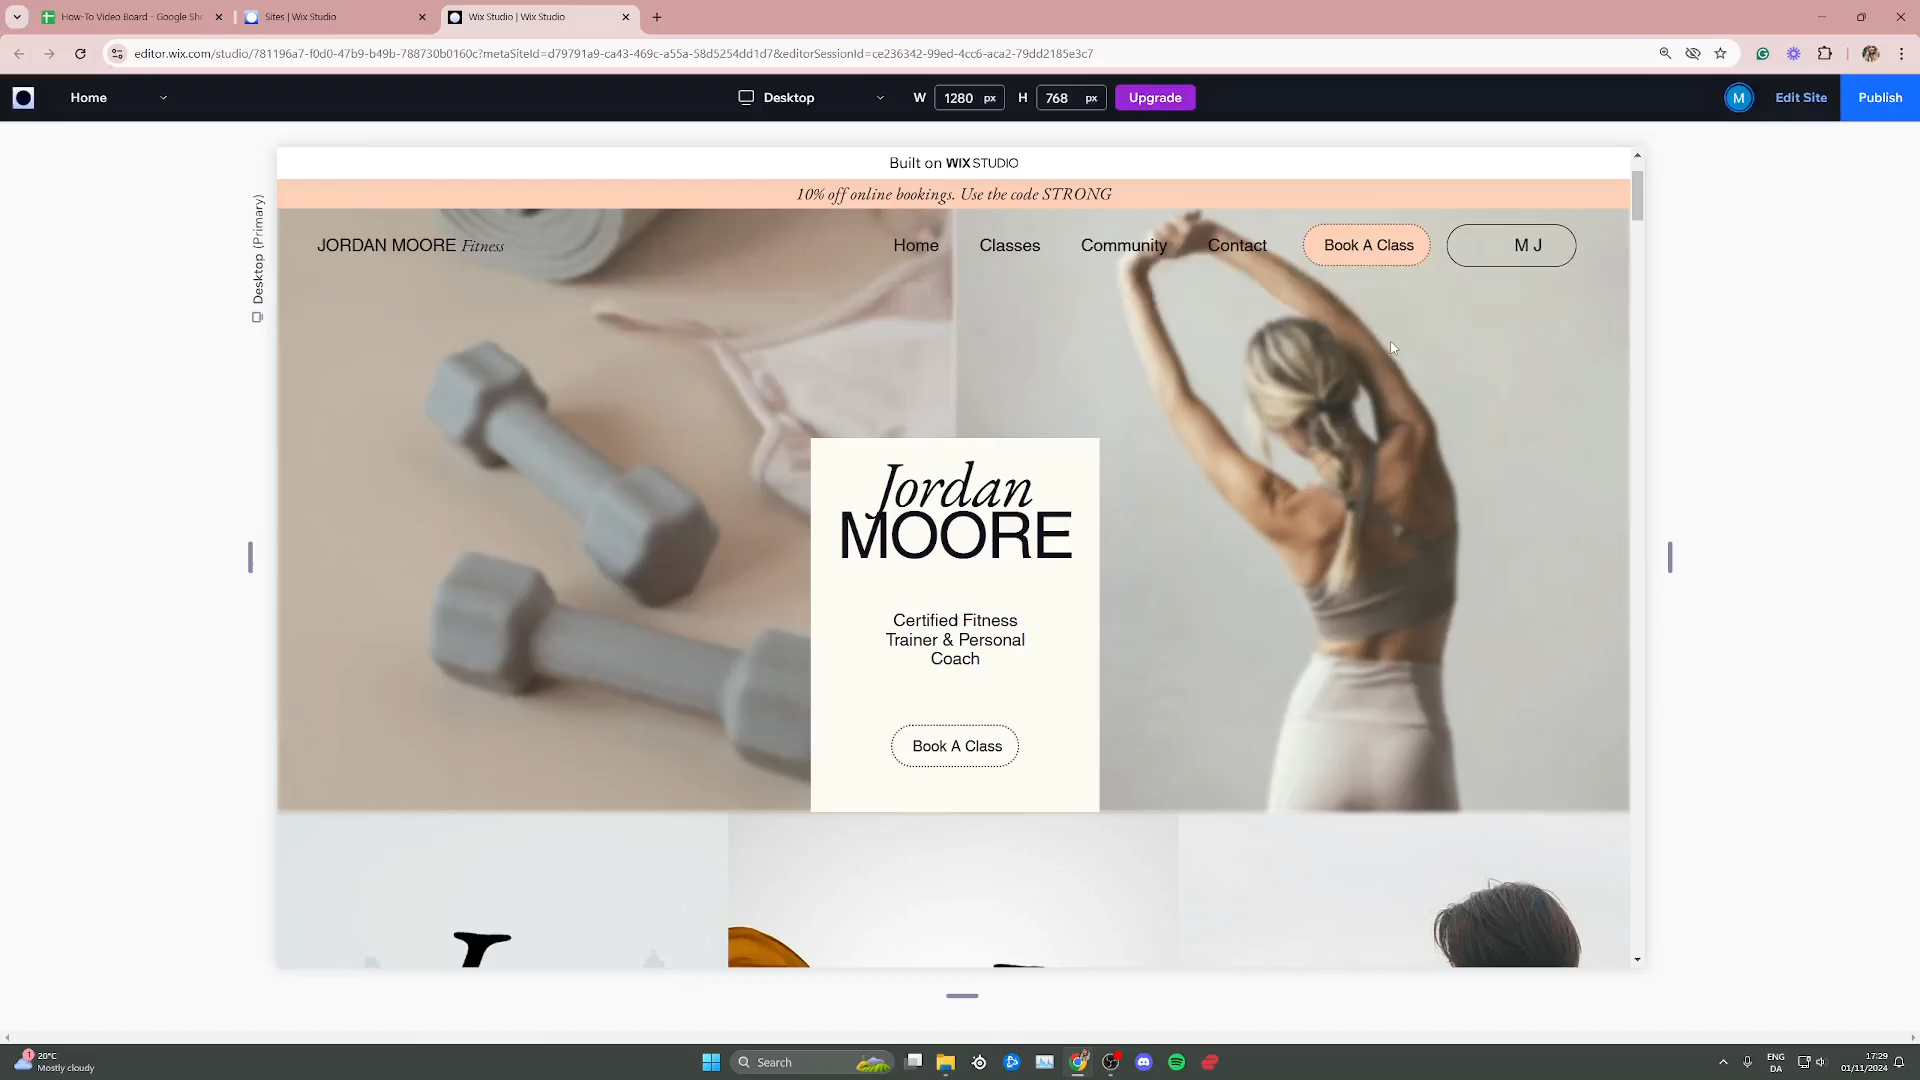 How-To Video Board - Google She
Sites | Wix Studio
Wix Studio | Wix Studio
editor.wix.com/studio/781196a7-f0d0-47b9-b49b-788730b0160c?metaSiteId=d79791a9-ca43-469c-a55a-58d5254dd1d7&editorSessionId=ce236342-99ed-4cc6-aca2-79dd2185e3c7
Home
Desktop
W 1280 px H 768 px
Upgrade
M
Edit Site
Publish
Desktop (Primary)
Built on WIX STUDIO
10% off online bookings. Use the code STRONG
JORDAN MOORE Fitness
Home
Classes
Community
Contact
Book A Class
M J
Jordan
MOORE
Certified Fitness
Trainer & Personal
Coach
Book A Class
1
20°C
Mostly cloudy
Search
ENG
DA
17:29
01/11/2024